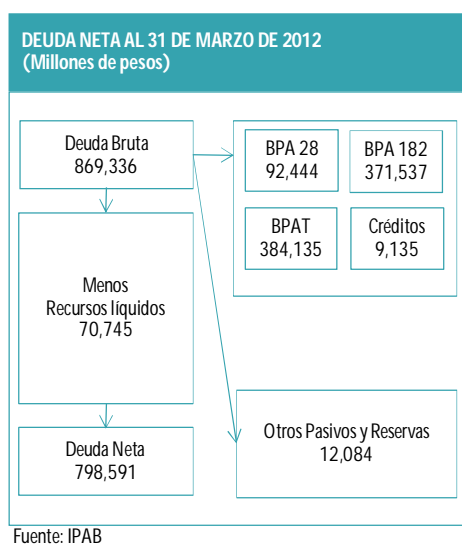 DEUDA NETA AL 31 DE MARZO DE 2012
(Millones de pesos)
Deuda Bruta
869,336
BPA 28
92,444
BPA 182
371,537
BPAT
384,135
Créditos
9,135
Menos
Recursos líquidos
70,745
Otros Pasivos y Reservas
12,084
Deuda Neta
798,591
Fuente: IPAB